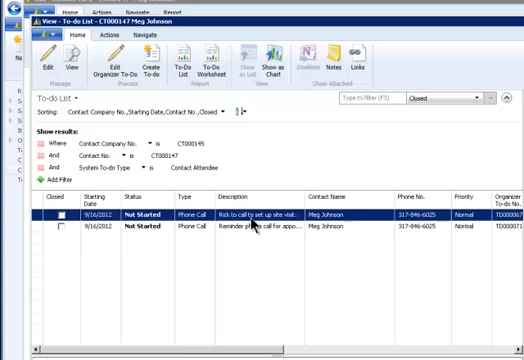 Home Actions Navigate Report
View - To-do List - CT000147 Meg Johnson
Home Actions Navigate
Edit
View
Edit Organizer To-Do
Create To-do
To-Do List
To-Do Worksheet
Show as List
Show as Chart
OneNote
Notes
Links
Manage Process Report View Show Attached
To-do List
Type to filter (F3) Closed
Sorting: Contact Company No.,Starting Date,Contact No.,Closed
Show results:
Where Contact Company No. is CT000145
And Contact No. is CT000147
And System To-do Type is Contact Attendee
Add Filter
Closed Starting Date Status Type Description Contact Name Phone No. Priority Organizer To-Do
9/16/2012 Not Started Phone Call Rick to call to set up site visit. Meg Johnson 317-846-6025 Normal TD000067
9/16/2012 Not Started Phone Call Reminder phone call for appo... Meg Johnson 317-846-6025 Normal TD000071